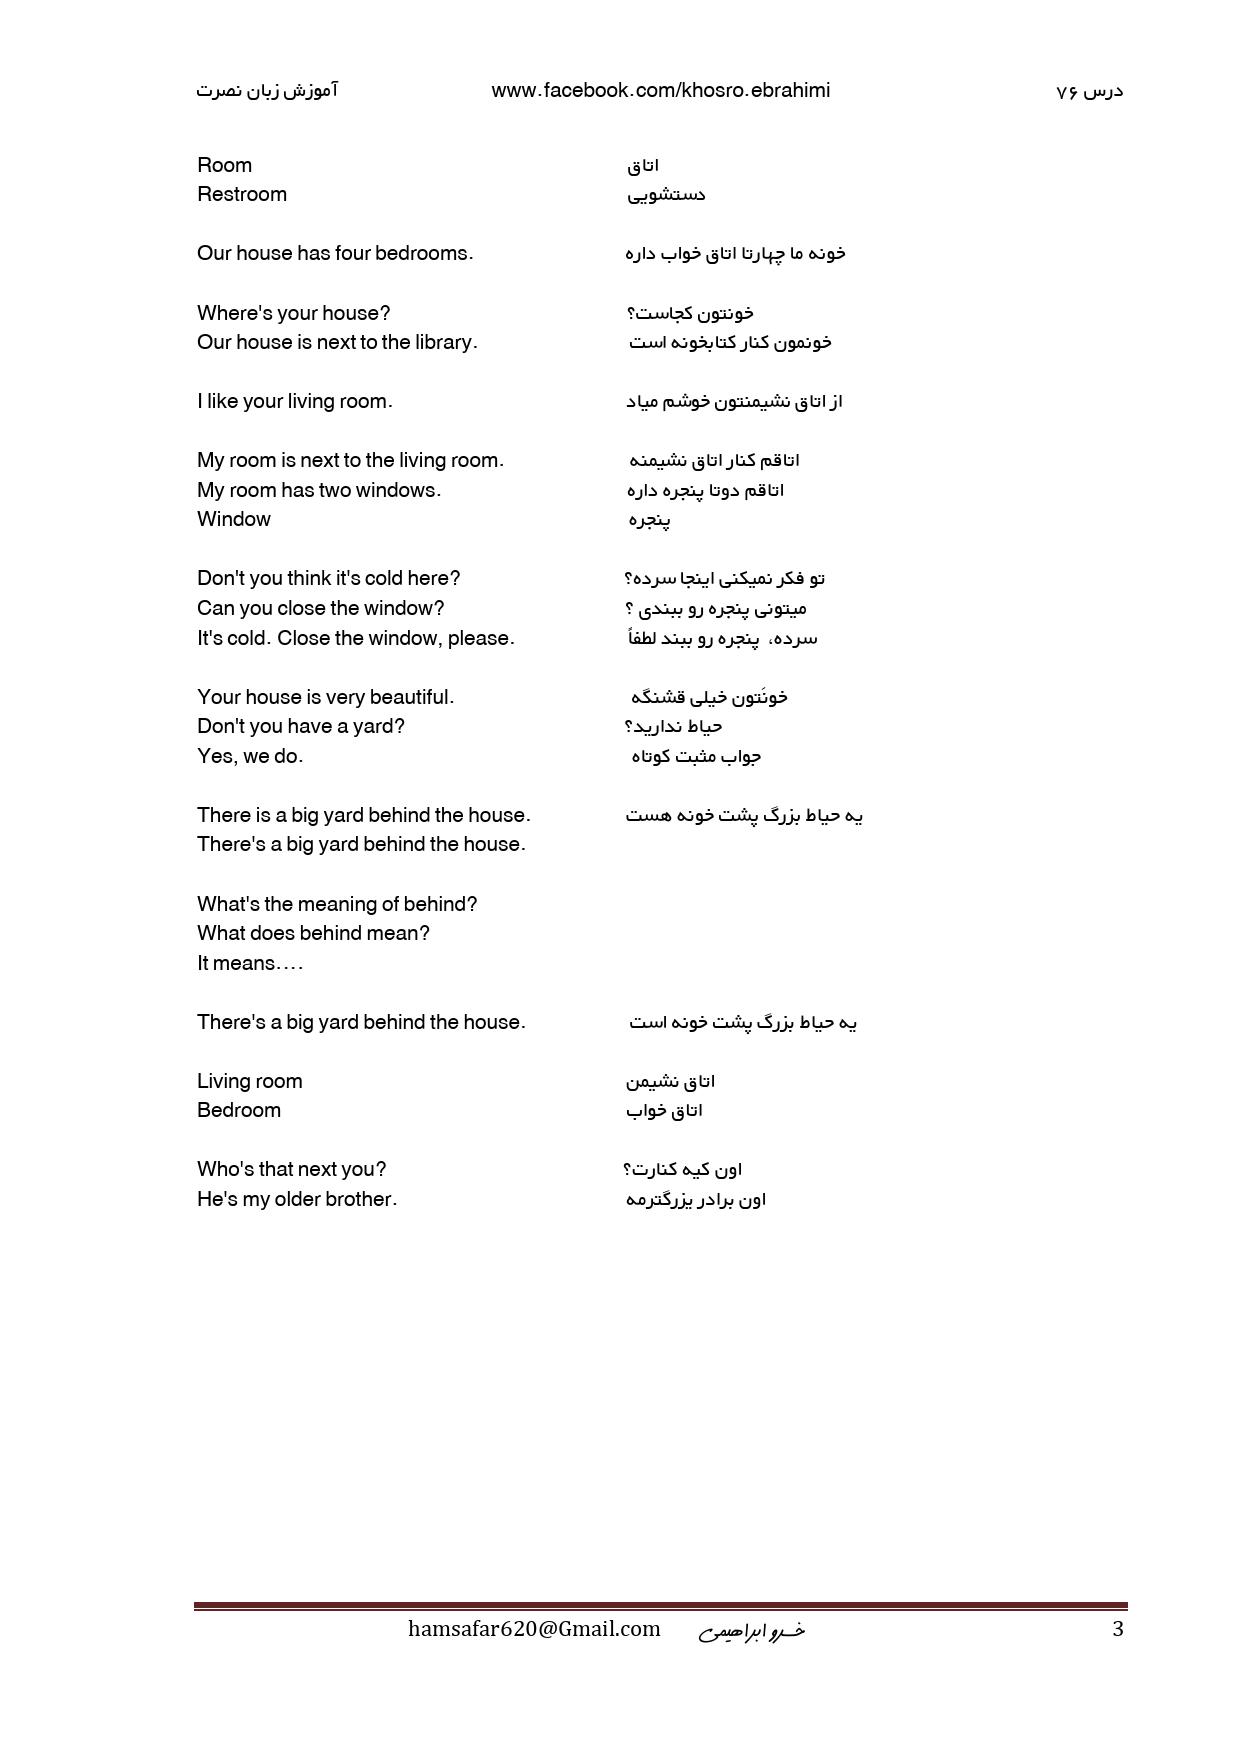 آموزش زبان نصرت www.facebook.com/khosro.ebrahimi درس ۷۶
Room اتاق
Restroom دستشویی
Our house has four bedrooms. خونه ما چهارتا اتاق خواب داره
Where's your house? خونتون کجاست؟
Our house is next to the library. خونمون کنار کتابخونه است
I like your living room. از اتاق نشیمنتون خوشم میاد
My room is next to the living room. اتاقم کنار اتاق نشیمنه
My room has two windows. اتاقم دوتا پنجره داره
Window پنجره
Don't you think it's cold here? تو فکر نمیکنی اینجا سرده؟
Can you close the window? میتونی پنجره رو ببندی ؟
It's cold. Close the window, please. سرده، پنجره رو ببند لطفاً
Your house is very beautiful. خونَتون خیلی قشنگه
Don't you have a yard? حیاط ندارید؟
Yes, we do. جواب مثبت کوتاه
There is a big yard behind the house. یه حیاط بزرگ پشت خونه هست
There's a big yard behind the house.
What's the meaning of behind?
What does behind mean?
It means....
There's a big yard behind the house. یه حیاط بزرگ پشت خونه است
Living room اتاق نشیمن
Bedroom اتاق خواب
Who's that next you? اون کیه کنارت؟
He's my older brother. اون برادر یزرگترمه
hamsafar620@Gmail.com خسرو ابراهیمی 3